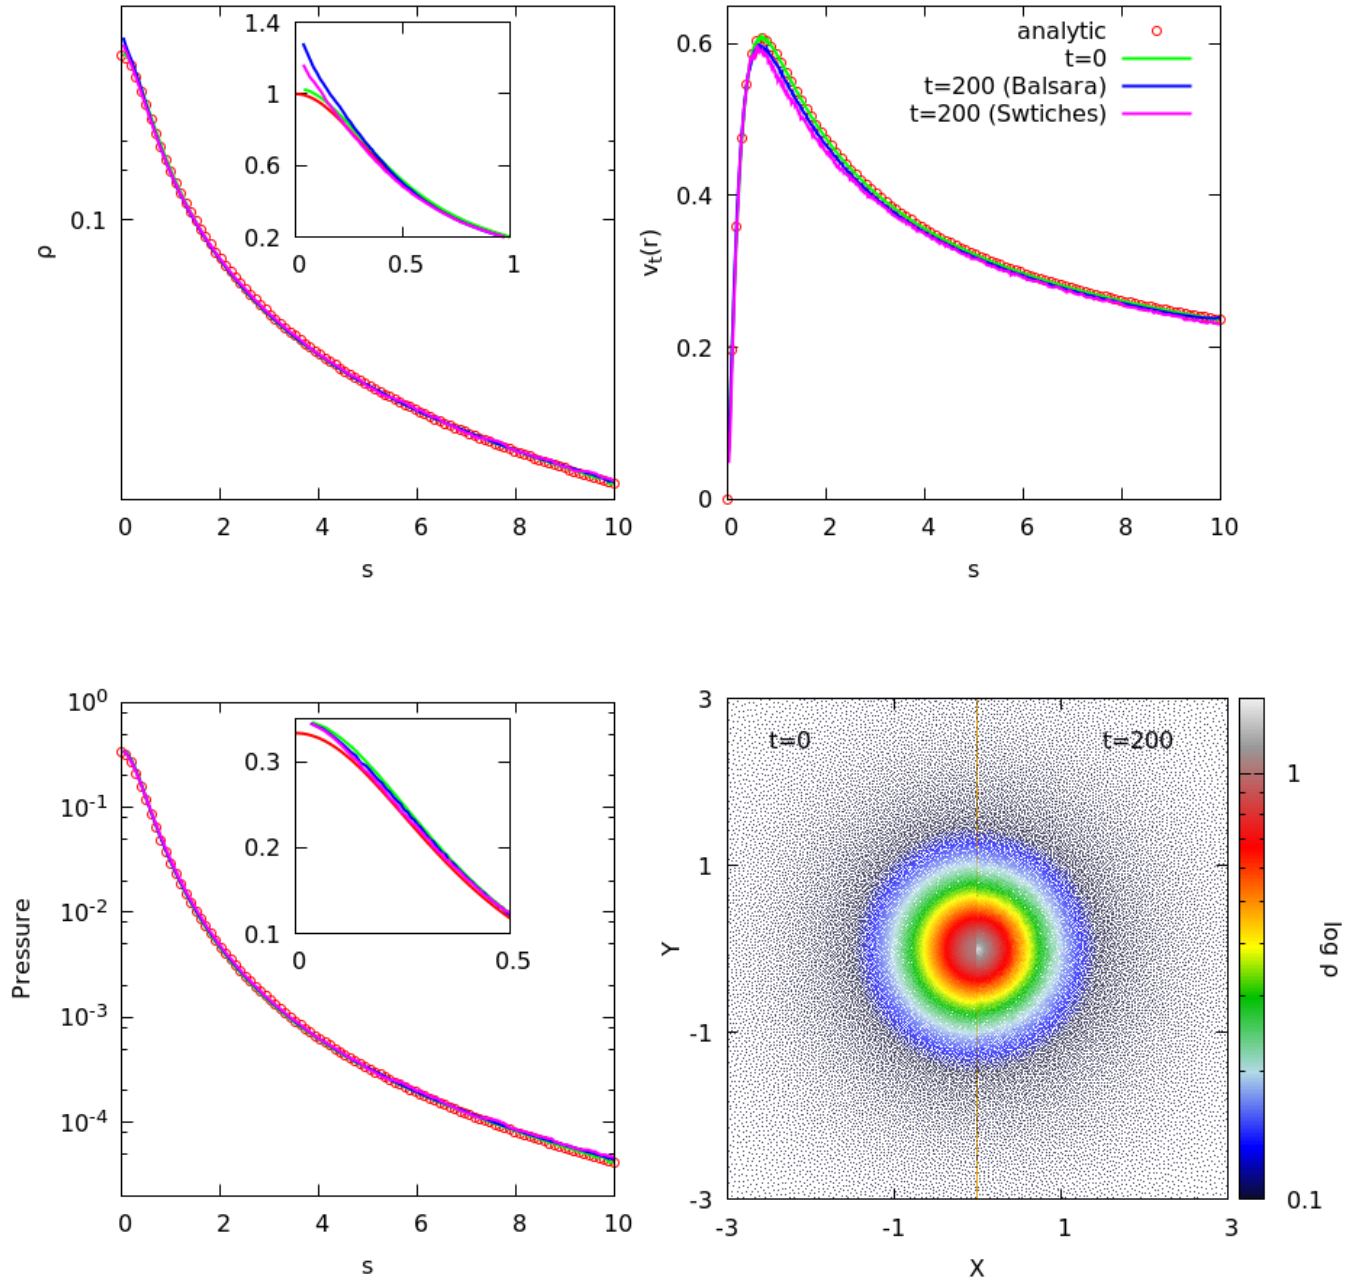 1.4
1
0.6
0.2
0 0.5 1
0.1
ρ
0 2 4 6 8 10
s
analytic
t=0
t=200 (Balsara)
t=200 (Swtiches)
0.6
0.4
0.2
0
vt(r)
0 2 4 6 8 10
s
10^0
10^-1
10^-2
10^-3
10^-4
Pressure
0.3
0.2
0.1
0 0.5
0 2 4 6 8 10
s
3
1
-1
-3
Y
t=0 t=200
-3 -1 1 3
X
1
0.1
log ρ